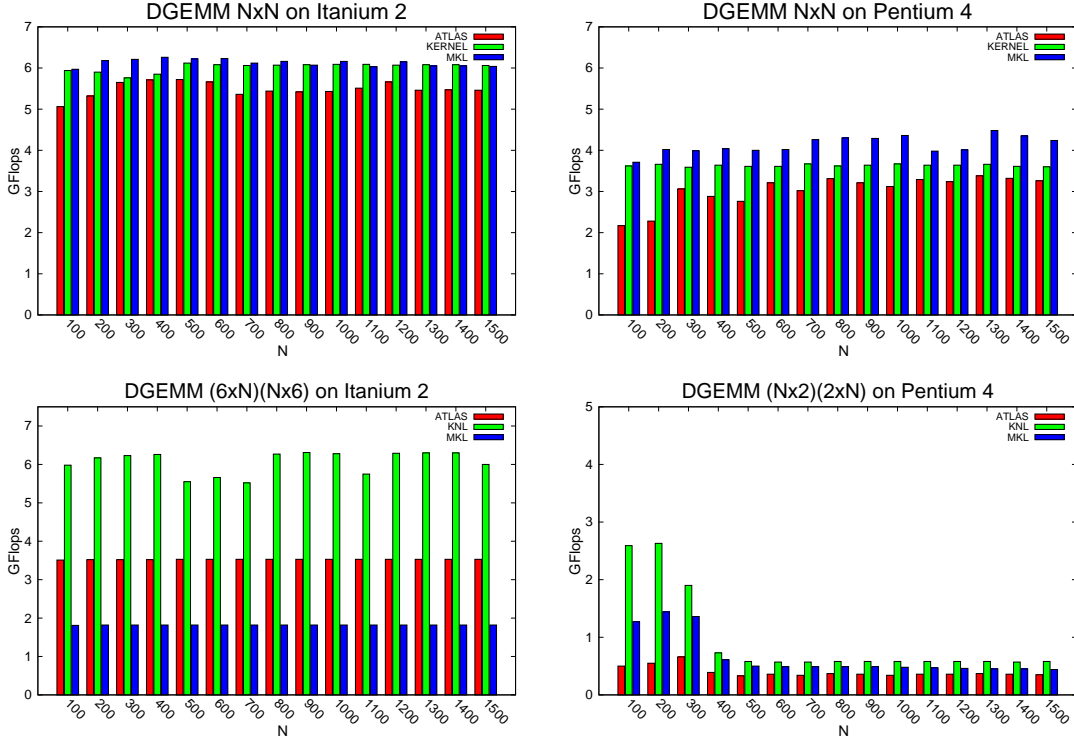 DGEMM NxN on Itanium 2
7
6
5
4
3
2
1
0
GFlops
ATLAS
KERNEL
MKL
100 200 300 400 500 600 700 800 900 1000 1100 1200 1300 1400 1500
N
DGEMM NxN on Pentium 4
7
6
5
4
3
2
1
0
GFlops
ATLAS
KERNEL
MKL
100 200 300 400 500 600 700 800 900 1000 1100 1200 1300 1400 1500
N
DGEMM (6xN)(Nx6) on Itanium 2
7
6
5
4
3
2
1
0
GFlops
ATLAS
KNL
MKL
100 200 300 400 500 600 700 800 900 1000 1100 1200 1300 1400 1500
N
DGEMM (Nx2)(2xN) on Pentium 4
5
4
3
2
1
0
GFlops
ATLAS
KNL
MKL
100 200 300 400 500 600 700 800 900 1000 1100 1200 1300 1400 1500
N